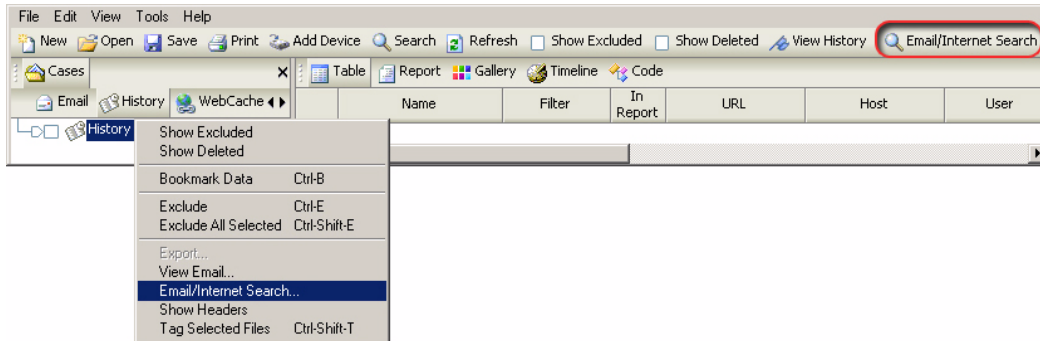 File Edit View Tools Help
New Open Save Print Add Device Search Refresh Show Excluded Show Deleted View History Email/Internet Search
Cases Table Report Gallery Timeline Code
Email History WebCache Name Filter In Report URL Host User
History
Show Excluded
Show Deleted
Bookmark Data Ctrl-B
Exclude Ctrl-E
Exclude All Selected Ctrl-Shift-E
Export...
View Email...
Email/Internet Search...
Show Headers
Tag Selected Files Ctrl-Shift-T